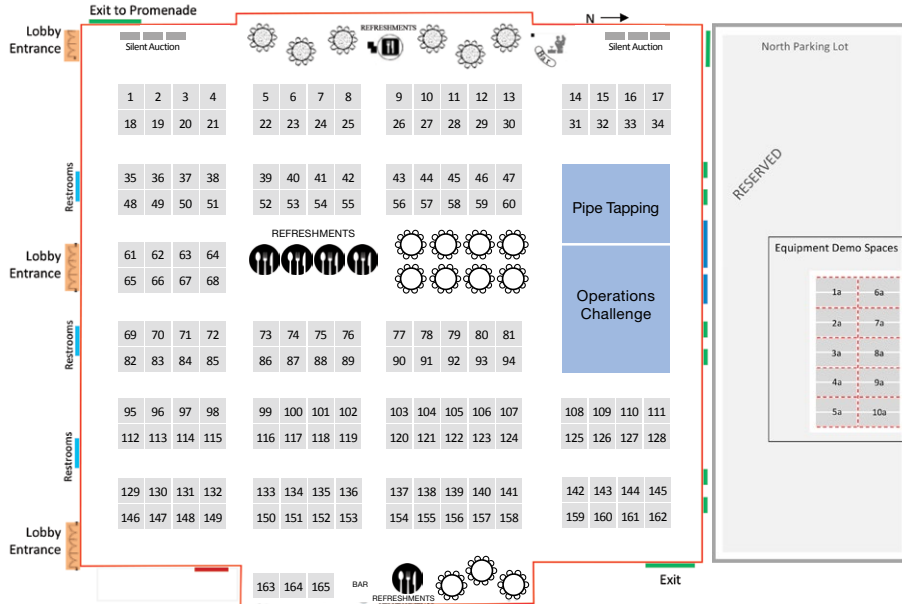 Exit to Promenade
N
Lobby
Entrance
Silent Auction
REFRESHMENTS
Silent Auction
North Parking Lot
1 2 3 4 5 6 7 8 9 10 11 12 13 14 15 16 17
18 19 20 21 22 23 24 25 26 27 28 29 30 31 32 33 34
RESERVED
Restrooms
35 36 37 38 39 40 41 42 43 44 45 46 47
48 49 50 51 52 53 54 55 56 57 58 59 60
Pipe Tapping
REFRESHMENTS
Lobby
Entrance
61 62 63 64
65 66 67 68
Operations
Challenge
Equipment Demo Spaces
1a 6a
2a 7a
3a 8a
4a 9a
5a 10a
Restrooms
69 70 71 72 73 74 75 76 77 78 79 80 81
82 83 84 85 86 87 88 89 90 91 92 93 94
95 96 97 98 99 100 101 102 103 104 105 106 107 108 109 110 111
112 113 114 115 116 117 118 119 120 121 122 123 124 125 126 127 128
Restrooms
129 130 131 132 133 134 135 136 137 138 139 140 141 142 143 144 145
146 147 148 149 150 151 152 153 154 155 156 157 158 159 160 161 162
Lobby
Entrance
163 164 165
BAR
REFRESHMENTS
Exit